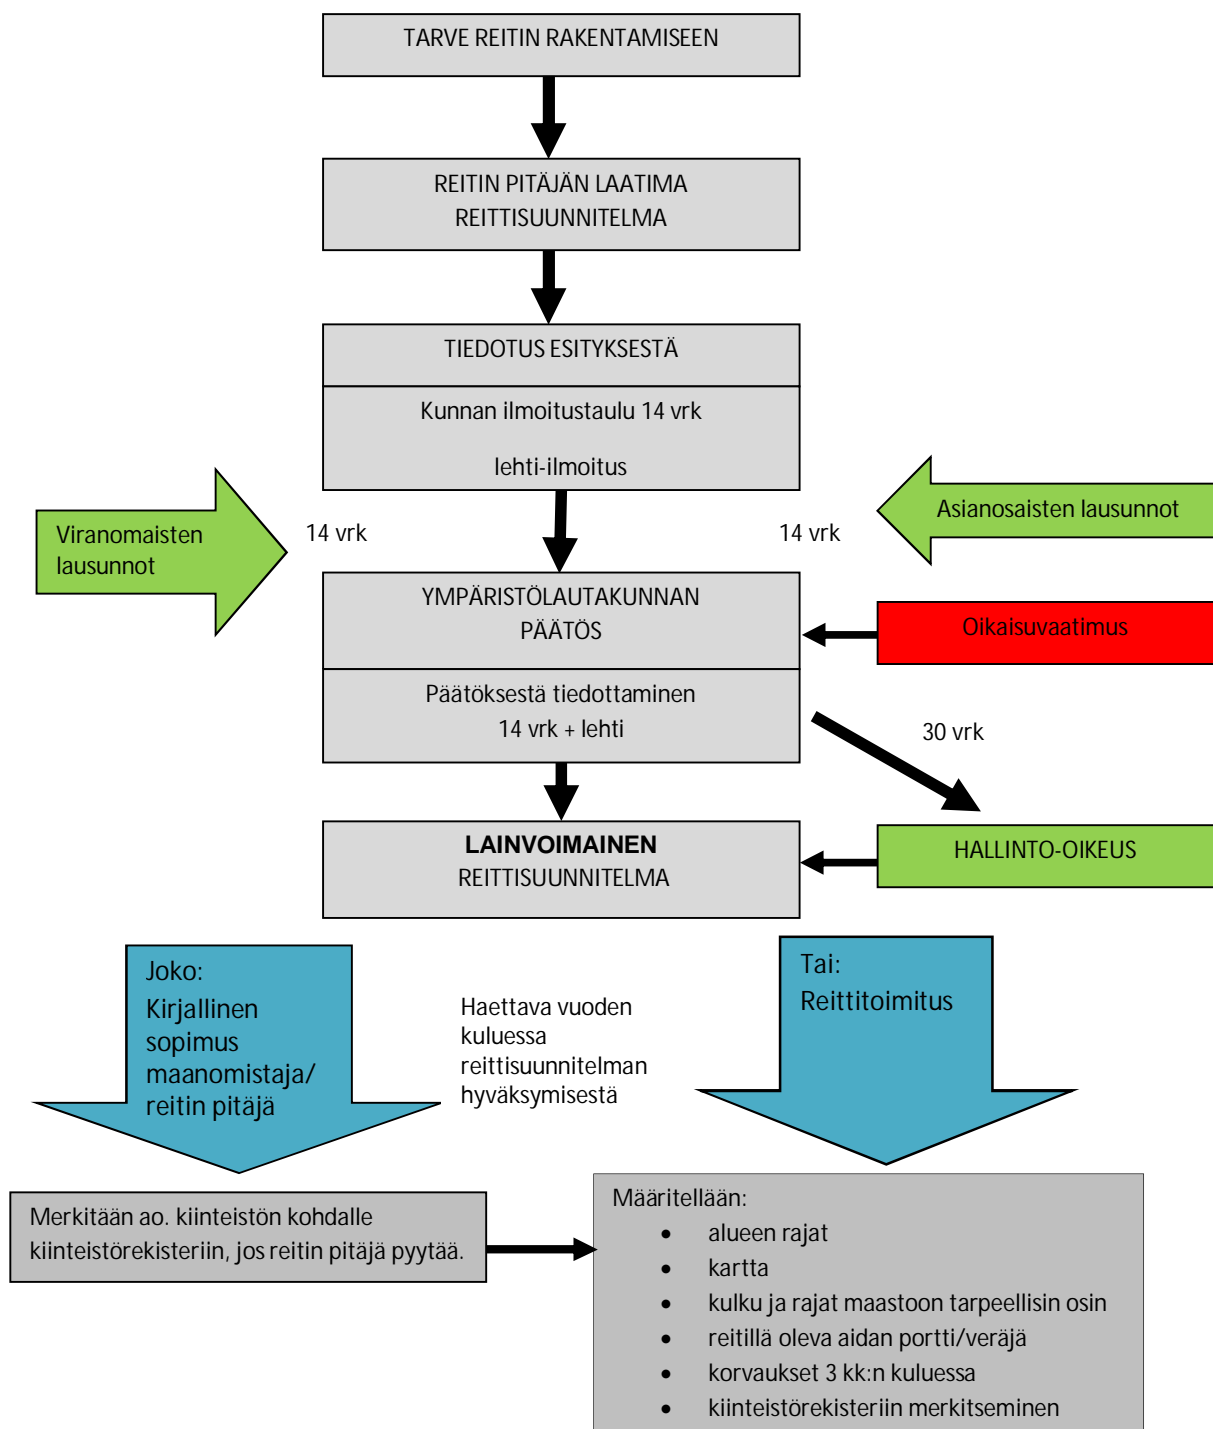 TARVE REITIN RAKENTAMISEEN
REITIN PITÄJÄN LAATIMA
REITTISUUNNITELMA
TIEDOTUS ESITYKSESTÄ
Kunnan ilmoitustaulu 14 vrk
lehti-ilmoitus
Viranomaisten
lausunnot
14 vrk
14 vrk
Asianosaisten lausunnot
YMPÄRISTÖLAUTAKUNNAN
PÄÄTÖS
Oikaisuvaatimus
Päätöksestä tiedottaminen
14 vrk + lehti
30 vrk
LAINVOIMAINEN
REITTISUUNNITELMA
HALLINTO-OIKEUS
Joko:
Kirjallinen
sopimus
maanomistaja/
reitin pitäjä
Haettava vuoden
kuluessa
reittisuunnitelman
hyväksymisestä
Tai:
Reittitoimitus
Merkitään ao. kiinteistön kohdalle
kiinteistörekisteriin, jos reitin pitäjä pyytää.
Määritellään:
• alueen rajat
• kartta
• kulku ja rajat maastoon tarpeellisin osin
• reitillä oleva aidan portti/veräjä
• korvaukset 3 kk:n kuluessa
• kiinteistörekisteriin merkitseminen